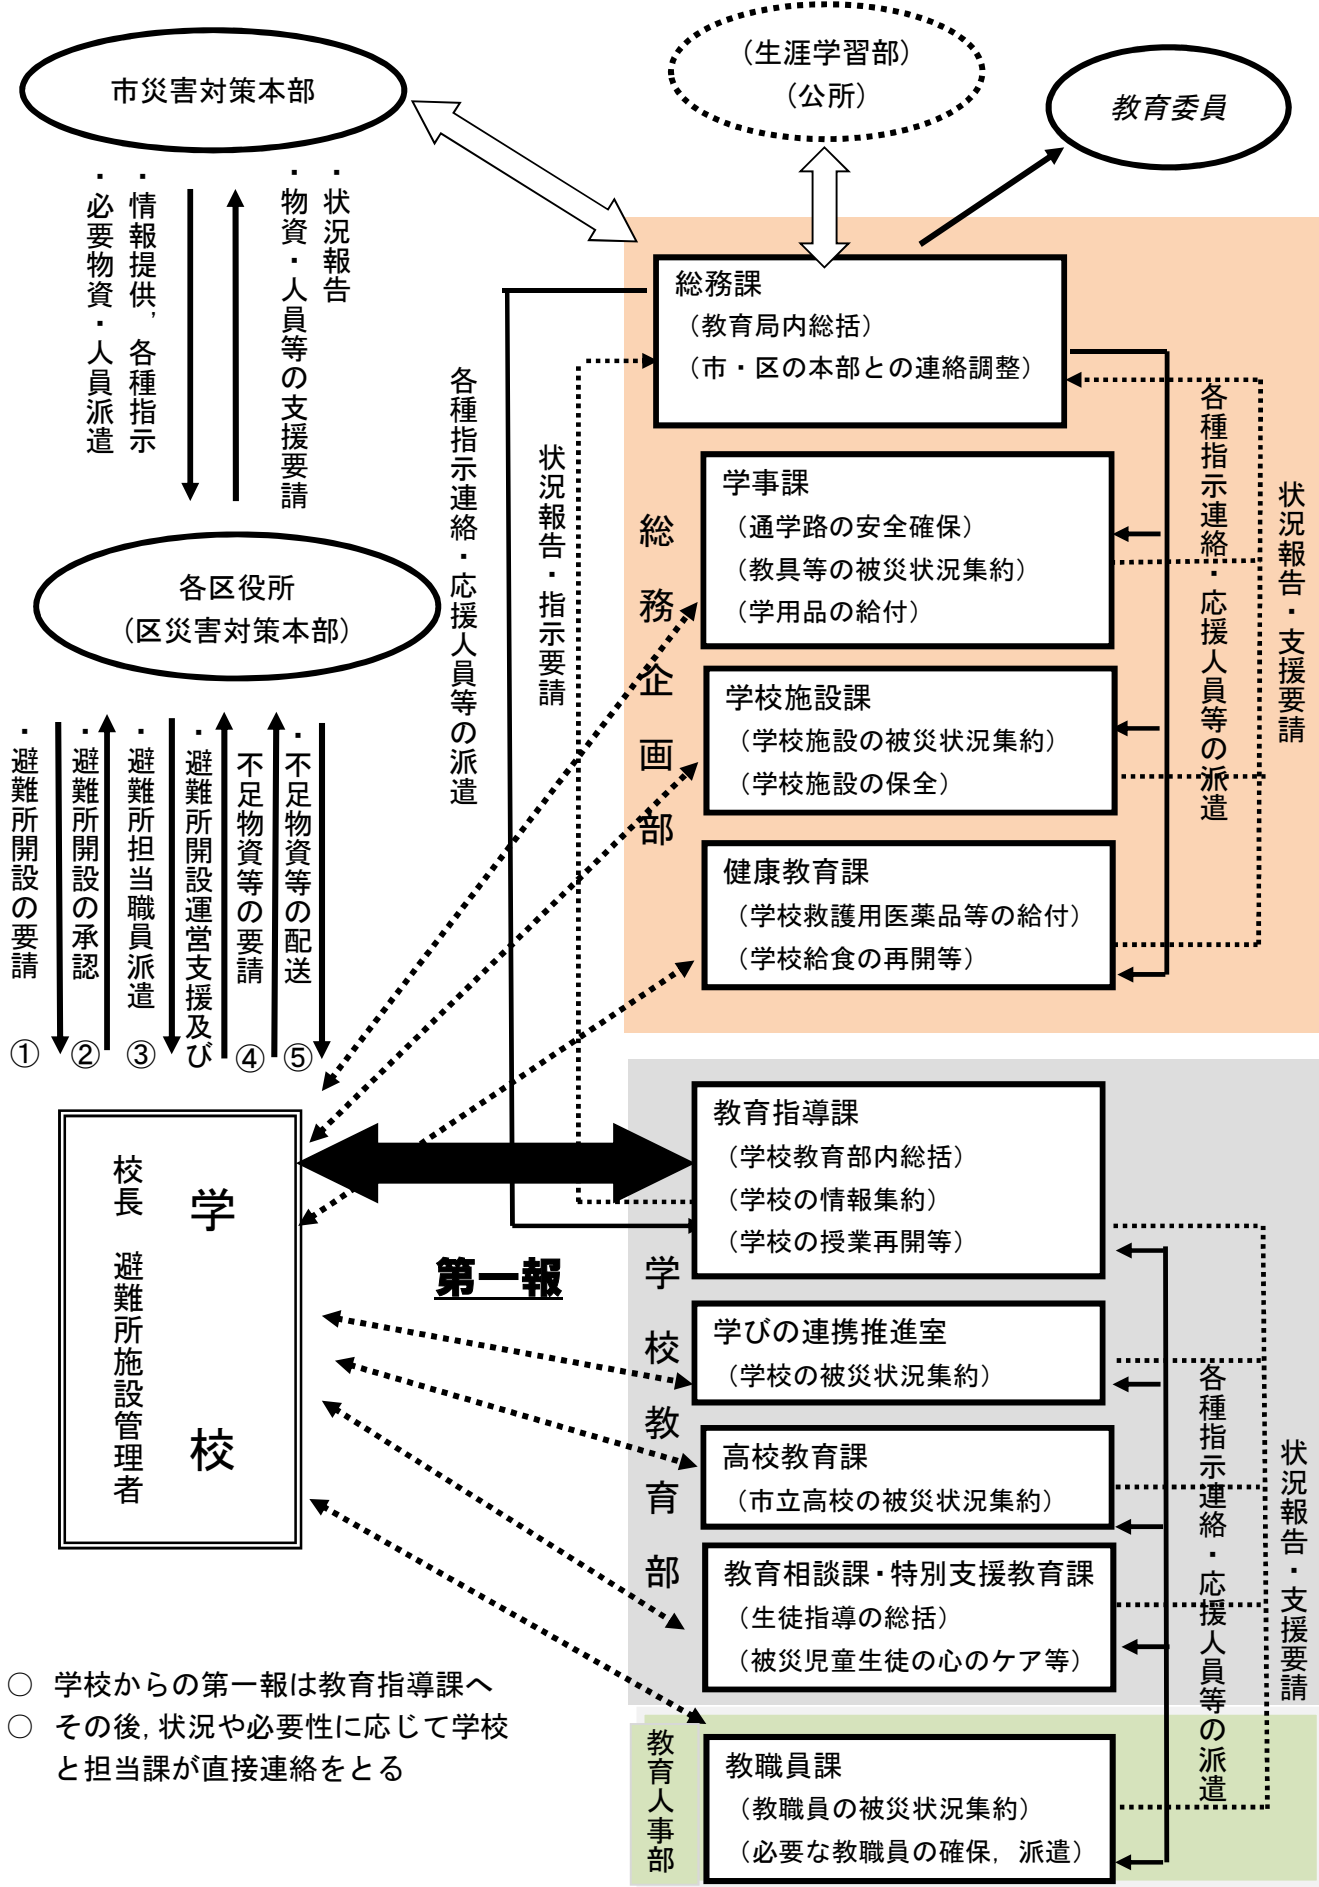 市災害対策本部
（生涯学習部）
（公所）
教育委員
・状況報告
・物資・人員等の支援要請
・情報提供，各種指示
・必要物資・人員派遣
各区役所
（区災害対策本部）
・避難所開設の要請 ①
・避難所開設の承認 ②
・避難所担当職員派遣 ③
・避難所開設運営支援及び
不足物資等の要請 ④
・不足物資等の配送 ⑤
各種指示連絡・応援人員等の派遣
状況報告・指示要請
総務企画部
総務課
（教育局内総括）
（市・区の本部との連絡調整）
学事課
（通学路の安全確保）
（教具等の被災状況集約）
（学用品の給付）
学校施設課
（学校施設の被災状況集約）
（学校施設の保全）
健康教育課
（学校救護用医薬品等の給付）
（学校給食の再開等）
各種指示連絡・応援人員等の派遣
状況報告・支援要請
学校
校長 避難所施設管理者
第一報
学校教育部
教育指導課
（学校教育部内総括）
（学校の情報集約）
（学校の授業再開等）
学びの連携推進室
（学校の被災状況集約）
高校教育課
（市立高校の被災状況集約）
教育相談課・特別支援教育課
（生徒指導の総括）
（被災児童生徒の心のケア等）
各種指示連絡・応援人員等の派遣
状況報告・支援要請
教育人事部
教職員課
（教職員の被災状況集約）
（必要な教職員の確保，派遣）
○ 学校からの第一報は教育指導課へ
○ その後，状況や必要性に応じて学校
と担当課が直接連絡をとる